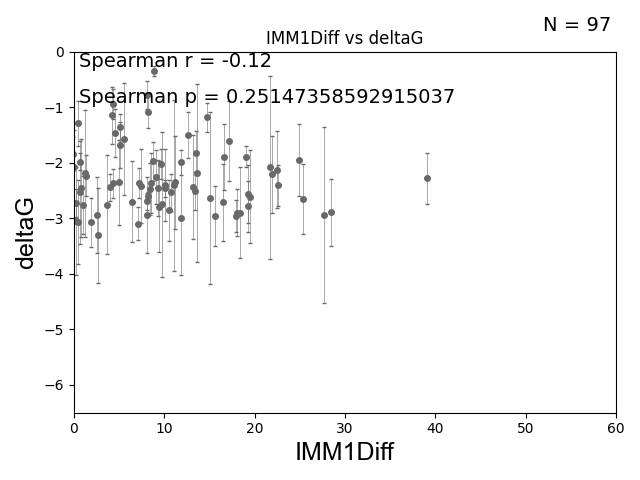 N = 97
IMM1Diff vs deltaG
Spearman r = -0.12
Spearman p = 0.25147358592915037
0
−1
−2
−3
−4
−5
−6
deltaG
0 10 20 30 40 50 60
IMM1Diff